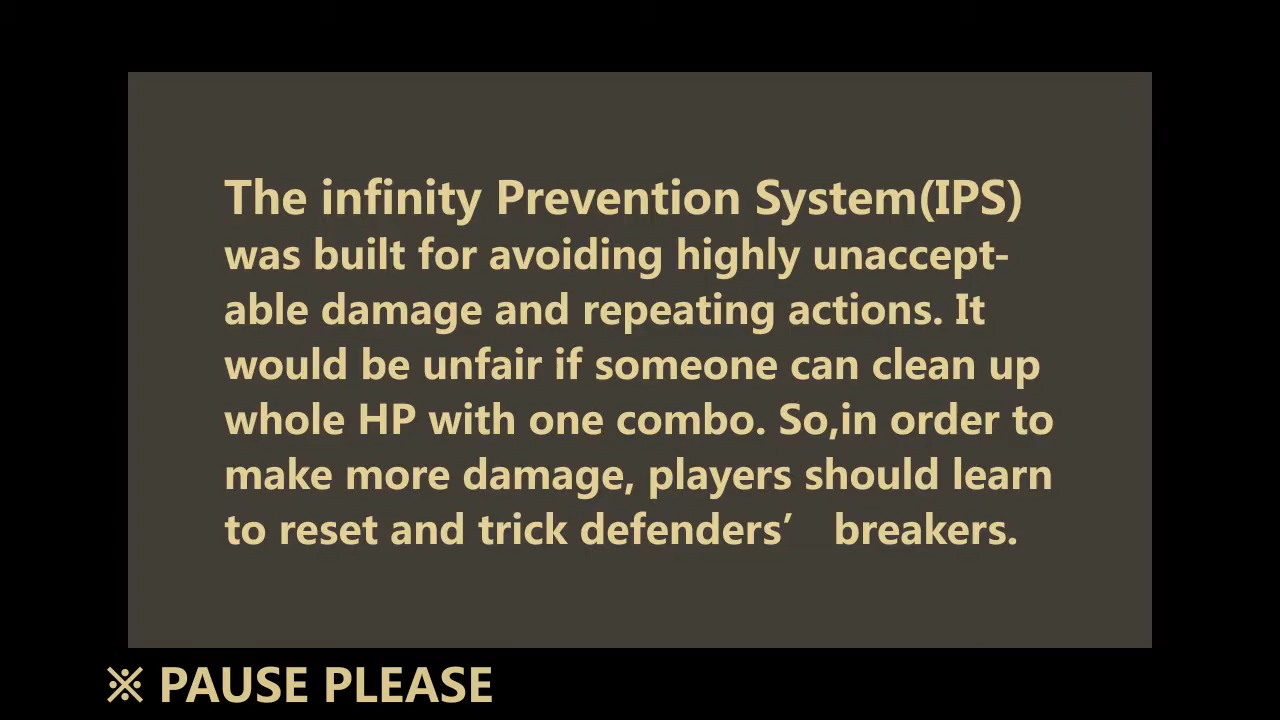 The infinity Prevention System(IPS)
was built for avoiding highly unaccept-
able damage and repeating actions. It
would be unfair if someone can clean up
whole HP with one combo. So,in order to
make more damage, players should learn
to reset and trick defenders’ breakers.
※ PAUSE PLEASE